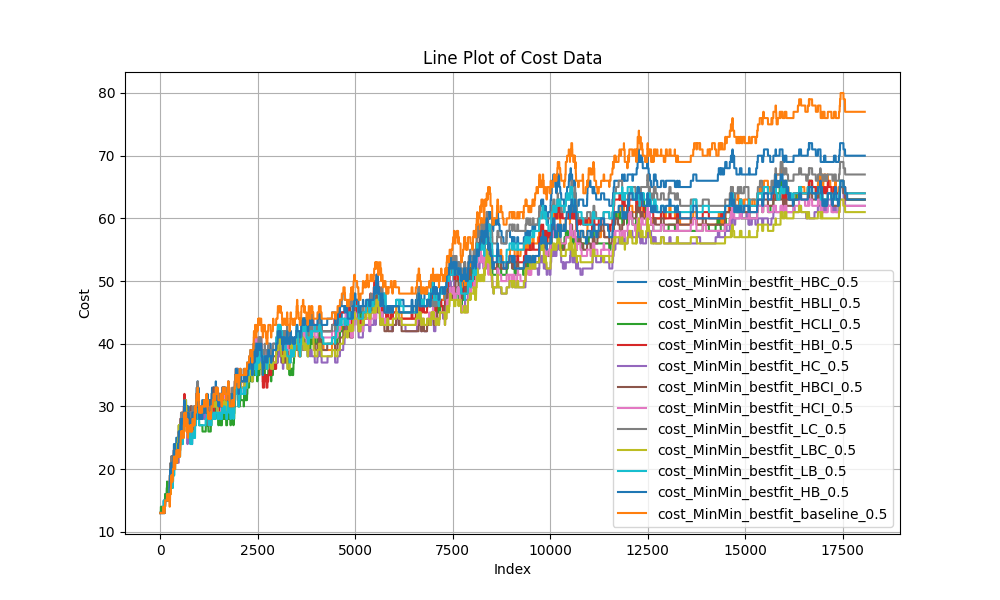 Line Plot of Cost Data
80
70
60
50
40
30
20
10
Cost
cost_MinMin_bestfit_HBC_0.5
cost_MinMin_bestfit_HBLI_0.5
cost_MinMin_bestfit_HCLI_0.5
cost_MinMin_bestfit_HBI_0.5
cost_MinMin_bestfit_HC_0.5
cost_MinMin_bestfit_HBCI_0.5
cost_MinMin_bestfit_HCI_0.5
cost_MinMin_bestfit_LC_0.5
cost_MinMin_bestfit_LBC_0.5
cost_MinMin_bestfit_LB_0.5
cost_MinMin_bestfit_HB_0.5
cost_MinMin_bestfit_baseline_0.5
0 2500 5000 7500 10000 12500 15000 17500
Index